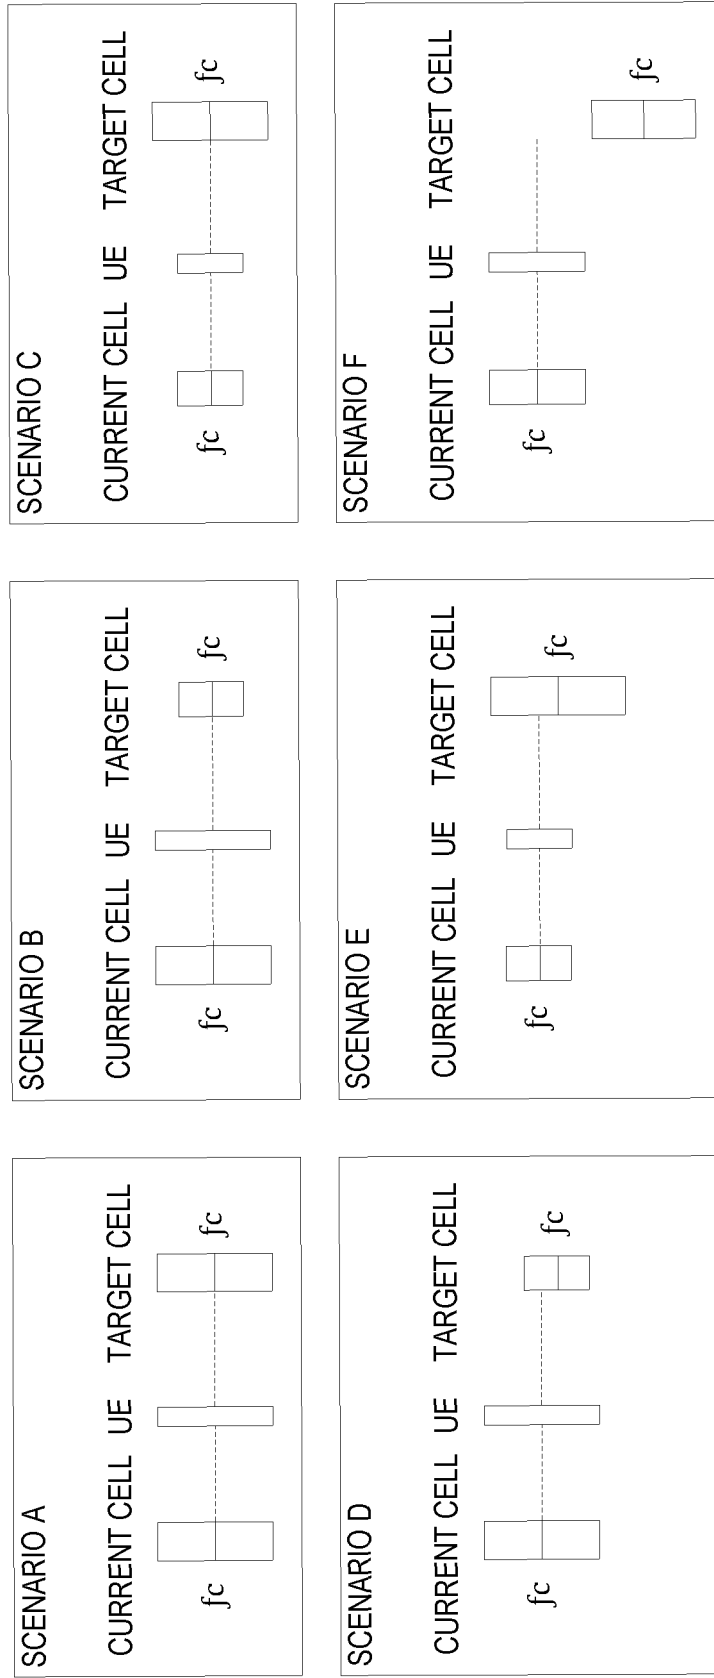 SCENARIO A
CURRENT CELL UE TARGET CELL
fc fc
SCENARIO B
CURRENT CELL UE TARGET CELL
fc fc
SCENARIO C
CURRENT CELL UE TARGET CELL
fc fc
SCENARIO D
CURRENT CELL UE TARGET CELL
fc fc
SCENARIO E
CURRENT CELL UE TARGET CELL
fc fc
SCENARIO F
CURRENT CELL UE TARGET CELL
fc fc